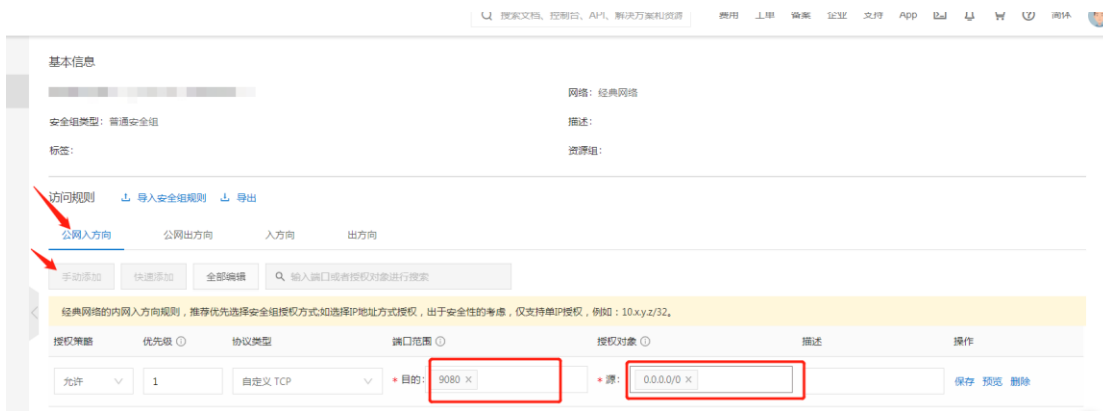 搜索文档、控制台、API、解决方案和资源 费用 工单 备案 企业 支持 App 简体
基本信息
网络：经典网络
安全组类型：普通安全组 描述：
标签： 资源组：
访问规则 导入安全组规则 导出
公网入方向 公网出方向 入方向 出方向
手动添加 快速添加 全部编辑 输入端口或者授权对象进行搜索
经典网络的内网入方向规则，推荐优先选择安全组授权方式;如选择IP地址方式授权，出于安全性的考虑，仅支持单IP授权，例如：10.x.y.z/32。
授权策略 优先级 协议类型 端口范围 授权对象 描述 操作
允许 1 自定义 TCP * 目的： 9080 × * 源： 0.0.0.0/0 × 保存 预览 删除